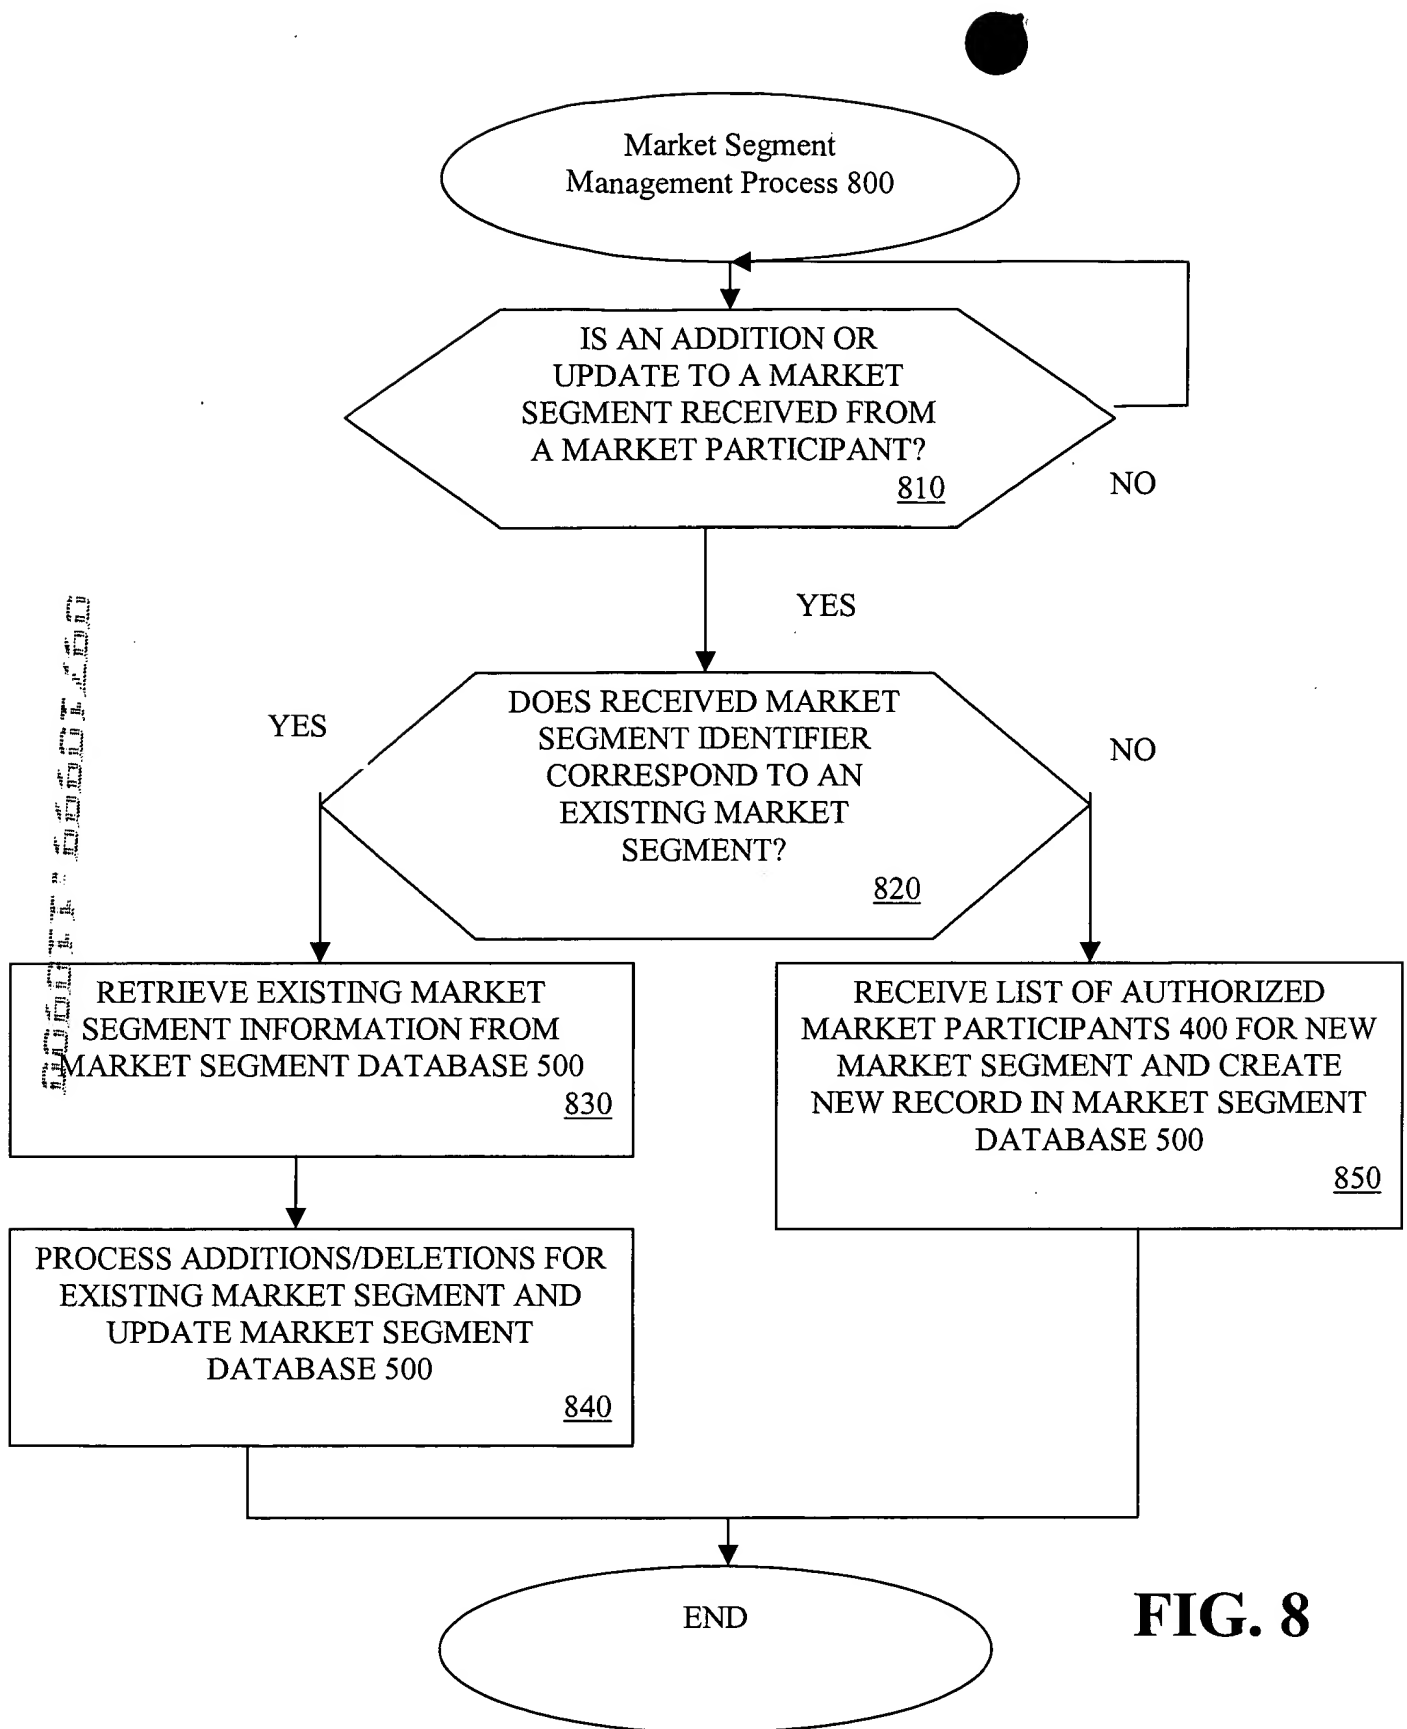 Market Segment
Management Process 800
IS AN ADDITION OR
UPDATE TO A MARKET
SEGMENT RECEIVED FROM
A MARKET PARTICIPANT?
810
NO
YES
DOES RECEIVED MARKET
SEGMENT IDENTIFIER
CORRESPOND TO AN
EXISTING MARKET
SEGMENT?
820
YES
NO
RETRIEVE EXISTING MARKET
SEGMENT INFORMATION FROM
MARKET SEGMENT DATABASE 500
830
RECEIVE LIST OF AUTHORIZED
MARKET PARTICIPANTS 400 FOR NEW
MARKET SEGMENT AND CREATE
NEW RECORD IN MARKET SEGMENT
DATABASE 500
850
PROCESS ADDITIONS/DELETIONS FOR
EXISTING MARKET SEGMENT AND
UPDATE MARKET SEGMENT
DATABASE 500
840
END
FIG. 8